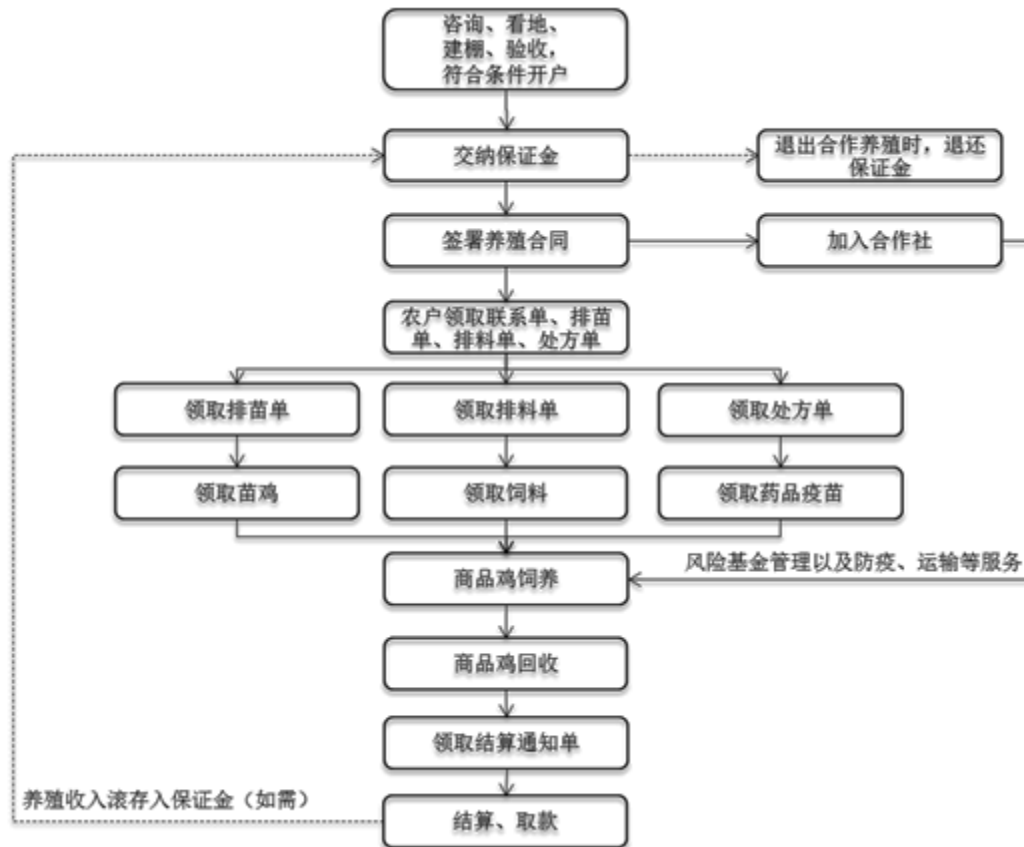 咨询、看地、
建棚、验收，
符合条件开户
交纳保证金
退出合作养殖时，退还
保证金
签署养殖合同
加入合作社
农户领取联系单、排苗
单、排料单、处方单
领取排苗单
领取排料单
领取处方单
领取苗鸡
领取饲料
领取药品疫苗
风险基金管理以及防疫、运输等服务
商品鸡饲养
商品鸡回收
领取结算通知单
养殖收入滚存入保证金（如需）
结算、取款